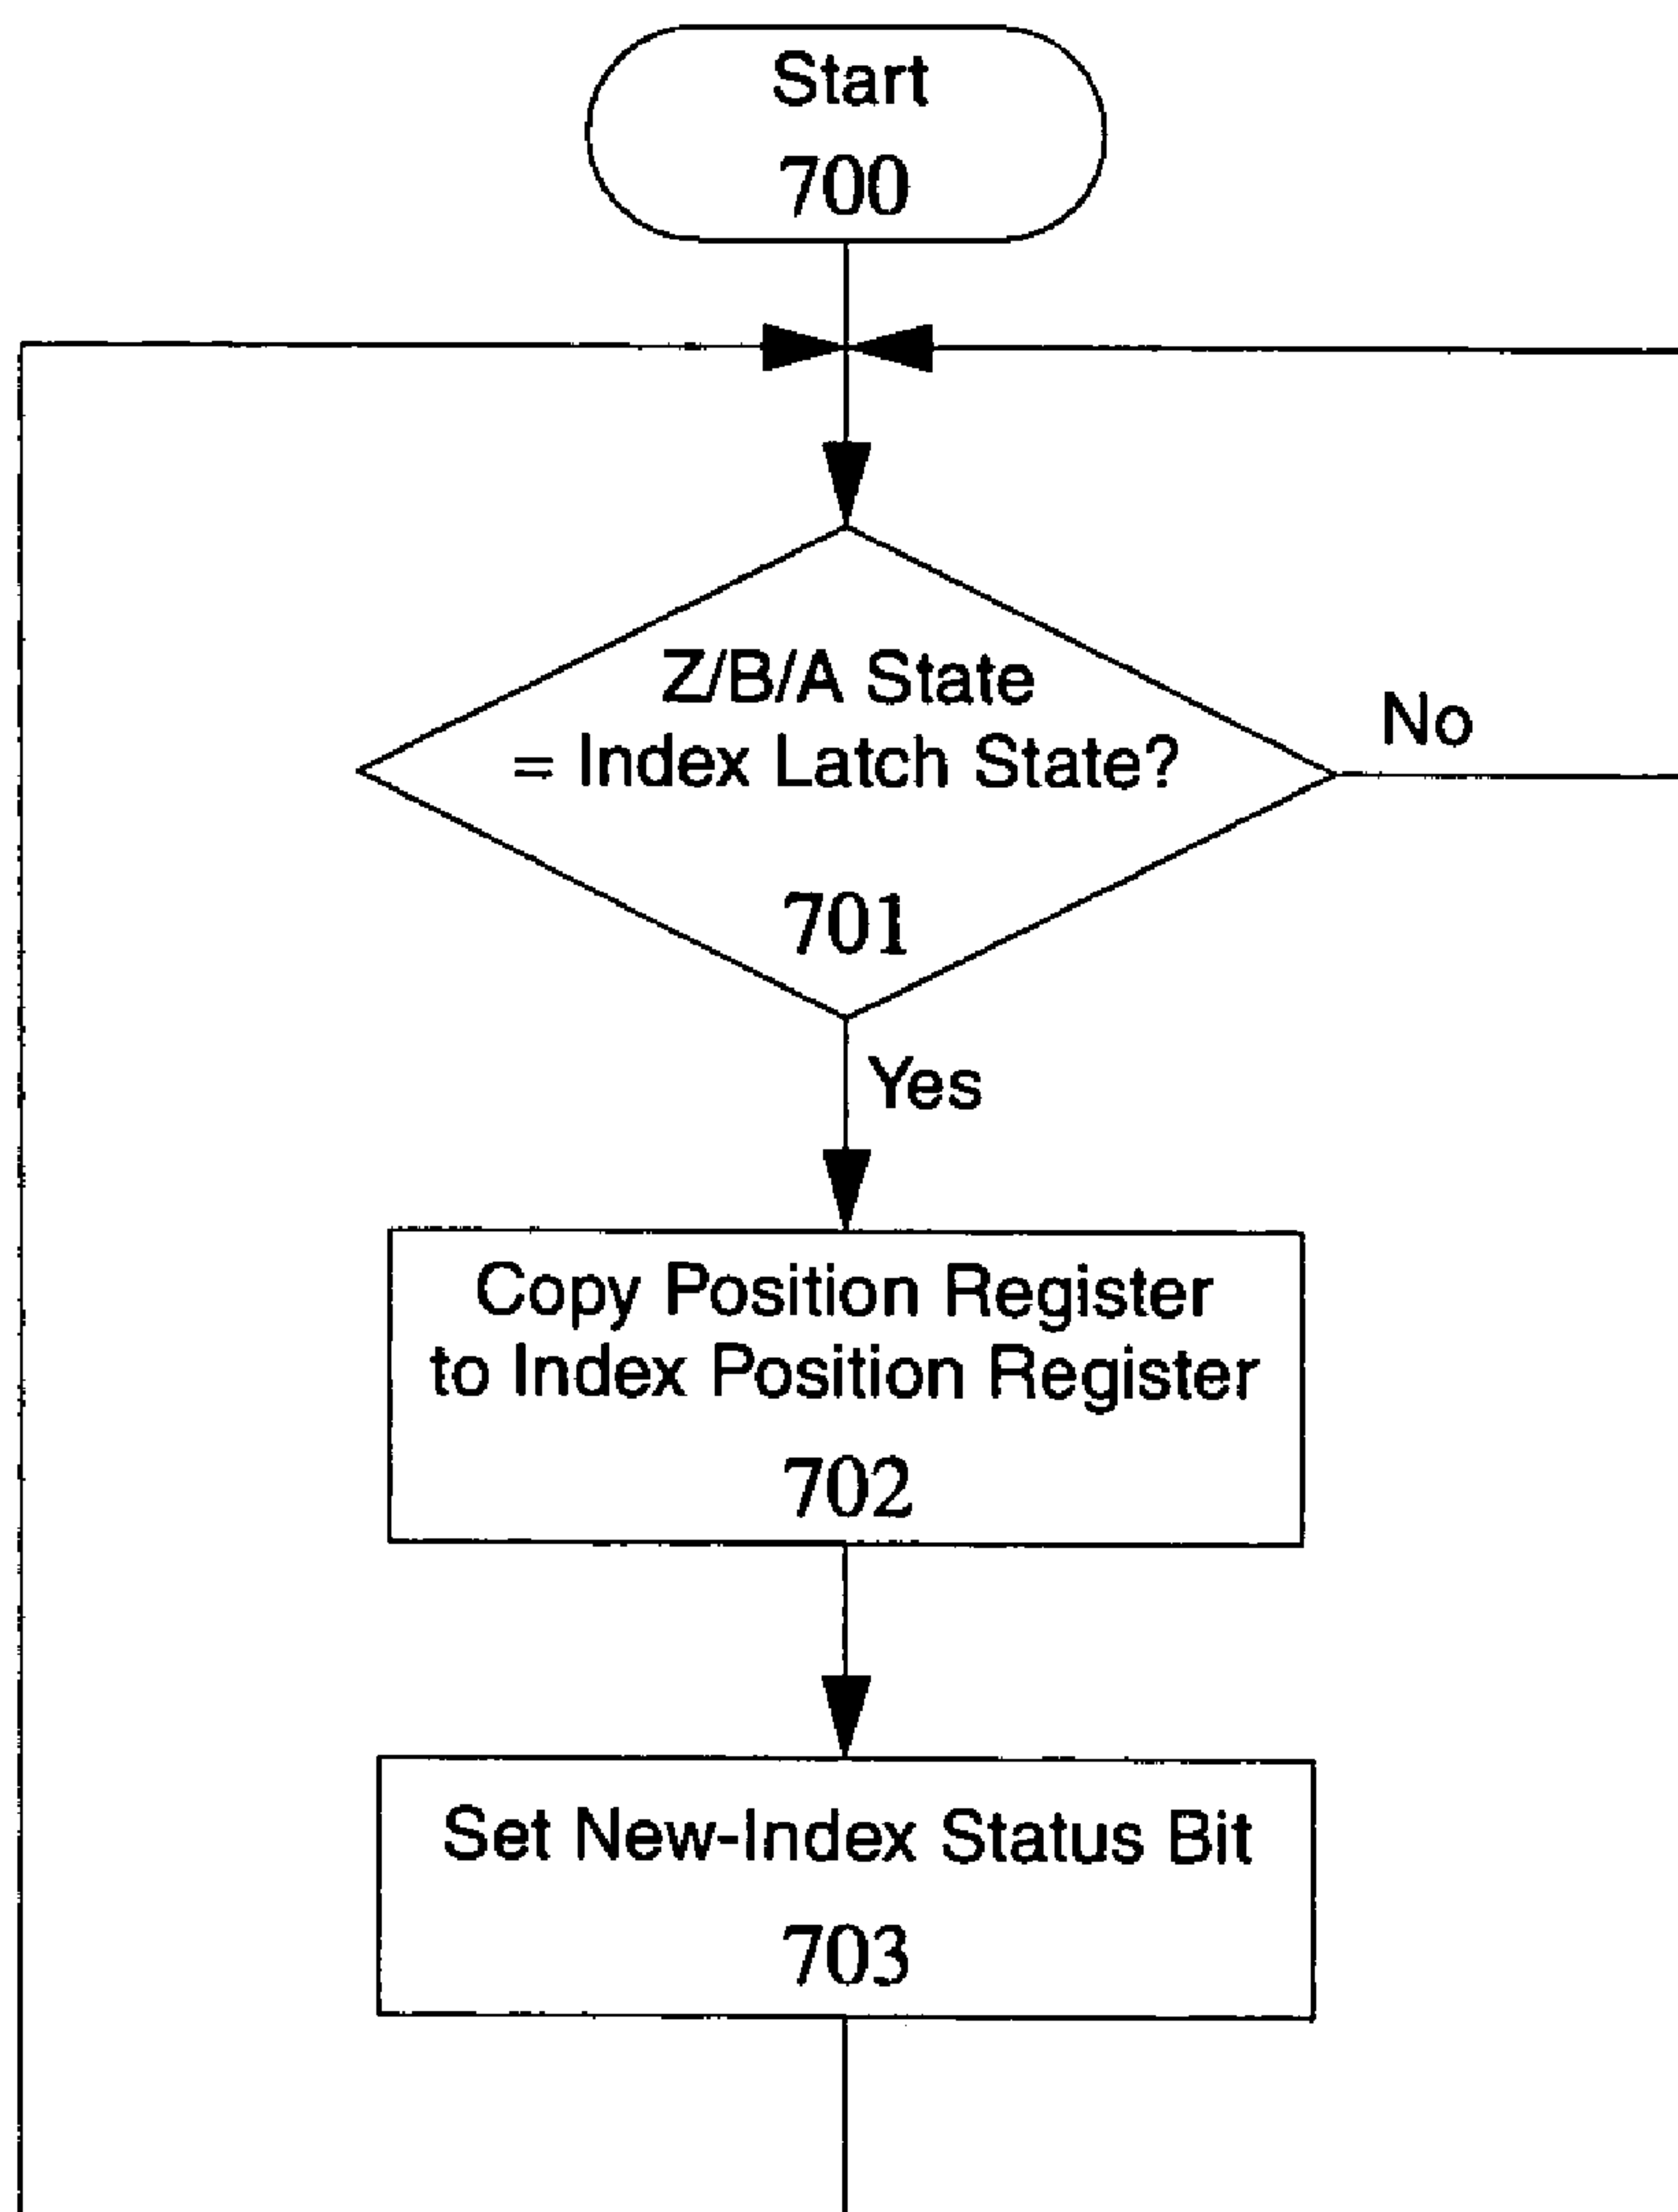 Start
700
Z/B/A State
= Index Latch State?
No
701
Yes
Copy Position Register
to Index Position Register
702
Set New-Index Status Bit
703